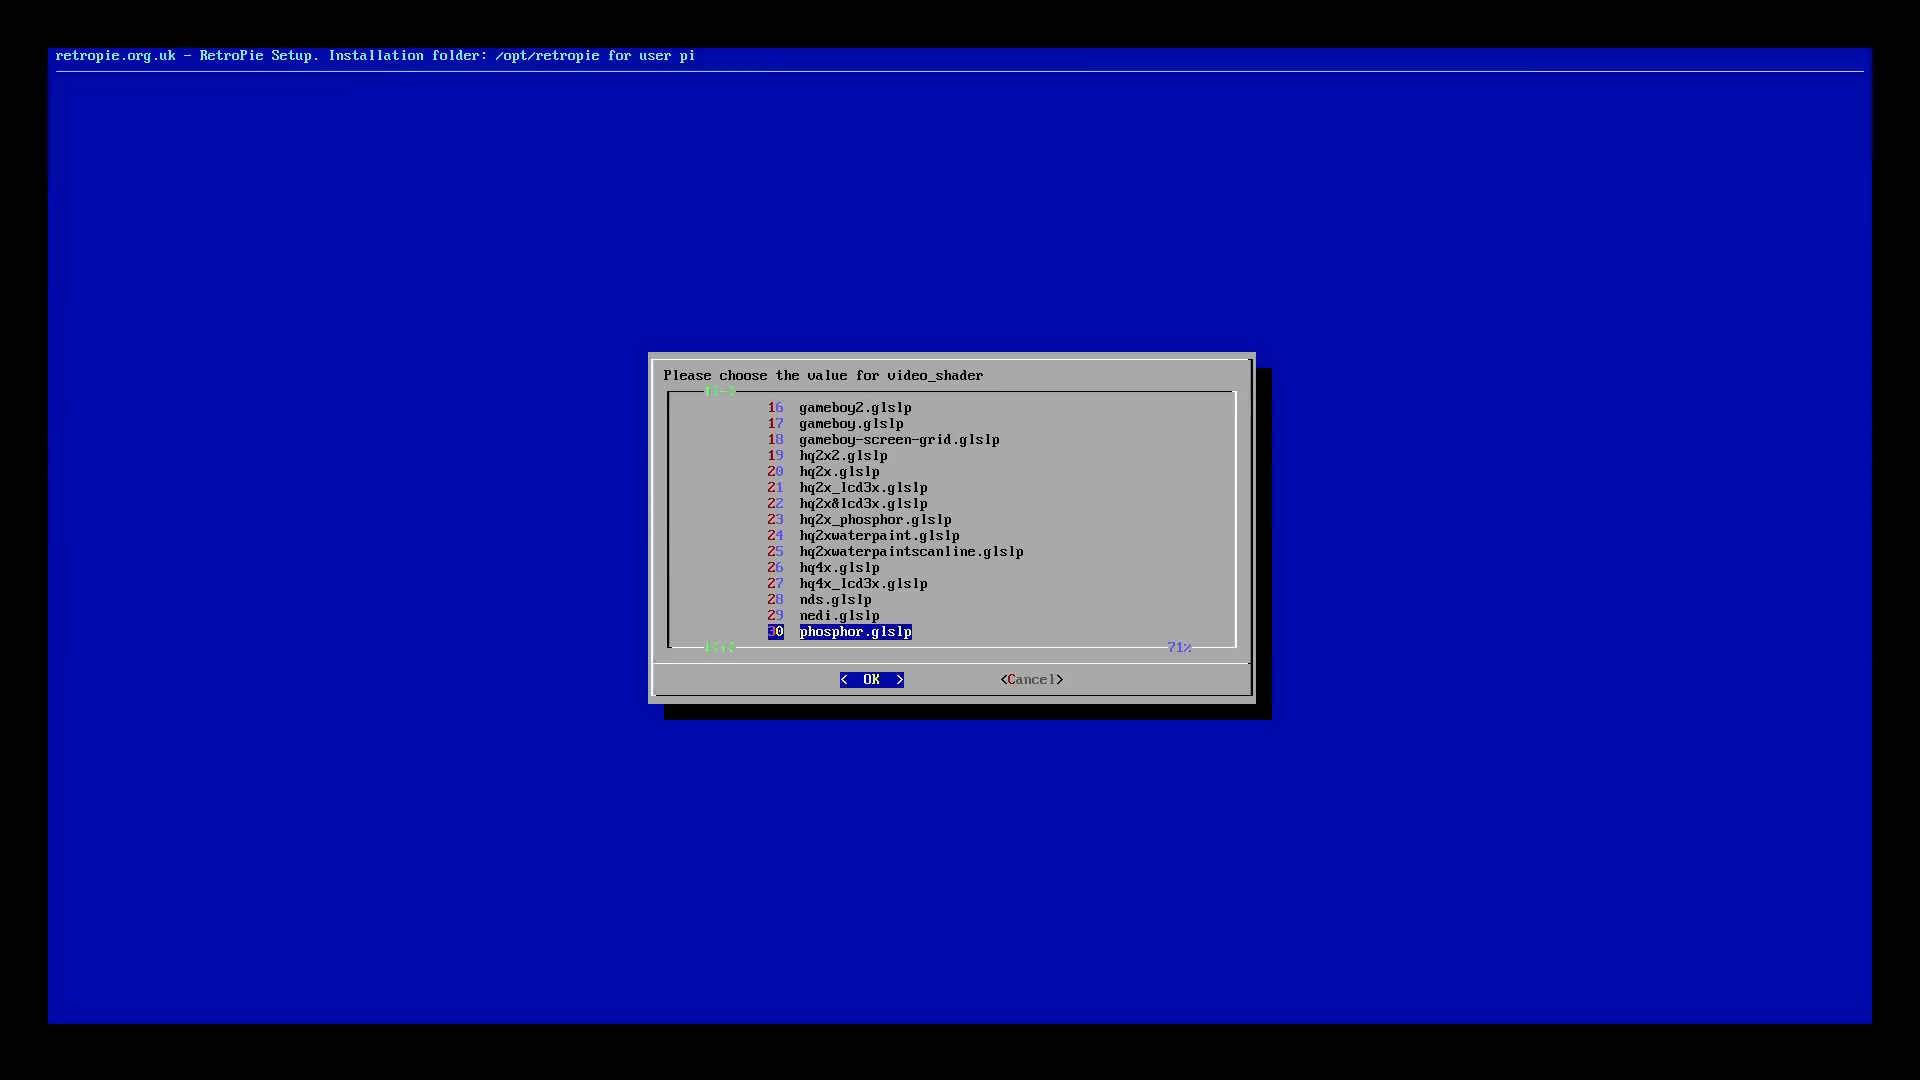 retropie.org.uk - RetroPie Setup. Installation folder: /opt/retropie for user pi
Please choose the value for video_shader
↑(-)
16 gameboy2.glslp
17 gameboy.glslp
18 gameboy-screen-grid.glslp
19 hq2x2.glslp
20 hq2x.glslp
21 hq2x_lcd3x.glslp
22 hq2x&lcd3x.glslp
23 hq2x_phosphor.glslp
24 hq2xwaterpaint.glslp
25 hq2xwaterpaintscanline.glslp
26 hq4x.glslp
27 hq4x_lcd3x.glslp
28 nds.glslp
29 nedi.glslp
30 phosphor.glslp
↓(+) 71%
< OK > <Cancel>